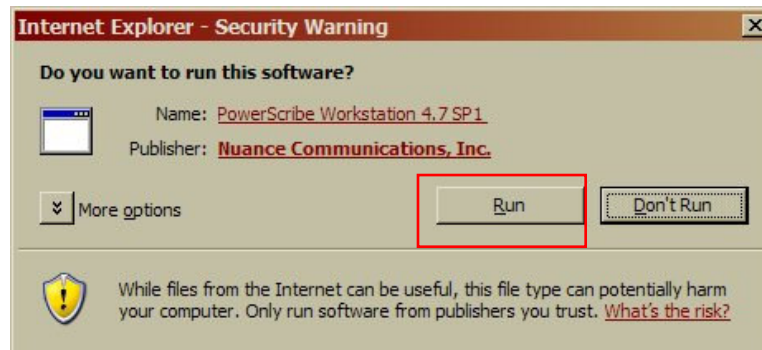 Internet Explorer - Security Warning
Do you want to run this software?
Name: PowerScribe Workstation 4.7 SP1
Publisher: Nuance Communications, Inc.
More options
Run
Don't Run
While files from the Internet can be useful, this file type can potentially harm
your computer. Only run software from publishers you trust. What's the risk?